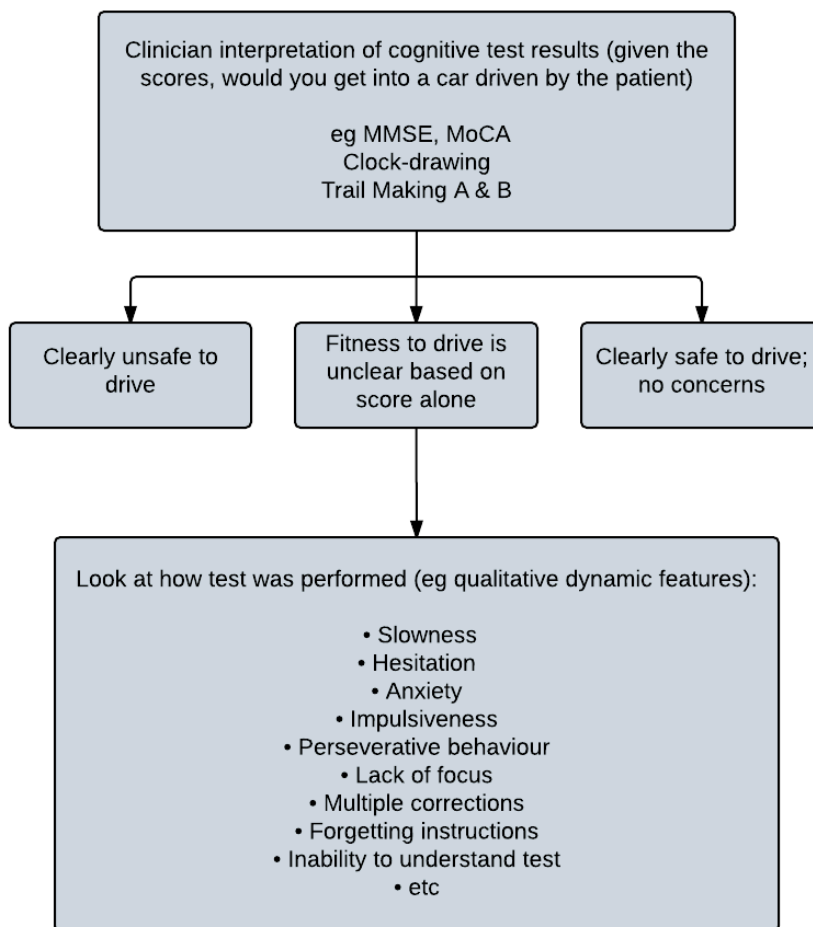 Clinician interpretation of cognitive test results (given the
scores, would you get into a car driven by the patient)
eg MMSE, MoCA
Clock-drawing
Trail Making A & B
Clearly unsafe to
drive
Fitness to drive is
unclear based on
score alone
Clearly safe to drive;
no concerns
Look at how test was performed (eg qualitative dynamic features):
• Slowness
• Hesitation
• Anxiety
• Impulsiveness
• Perseverative behaviour
• Lack of focus
• Multiple corrections
• Forgetting instructions
• Inability to understand test
• etc